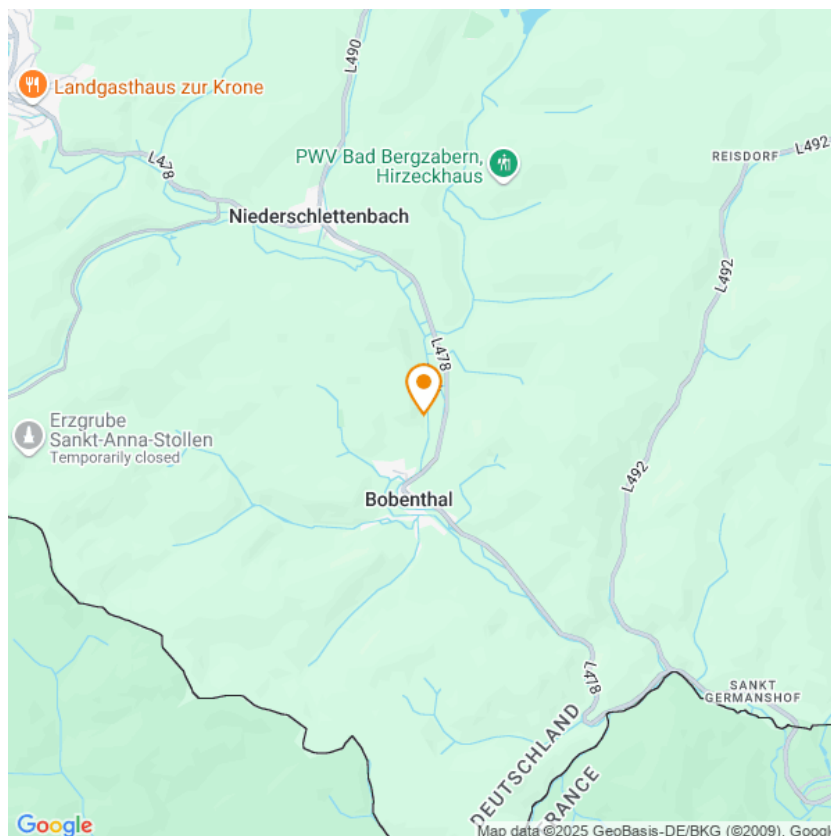 L490
Landgasthaus zur Krone
L478
PWV Bad Bergzabern,
Hirzeckhaus
REISDORF
L492
Niederschlettenbach
L492
L478
Erzgrube
Sankt-Anna-Stollen
Temporarily closed
L492
Bobenthal
L478
SANKT
GERMANSHOF
DEUTSCHLAND
FRANCE
Google
Map data ©2025 GeoBasis-DE/BKG (©2009), Google